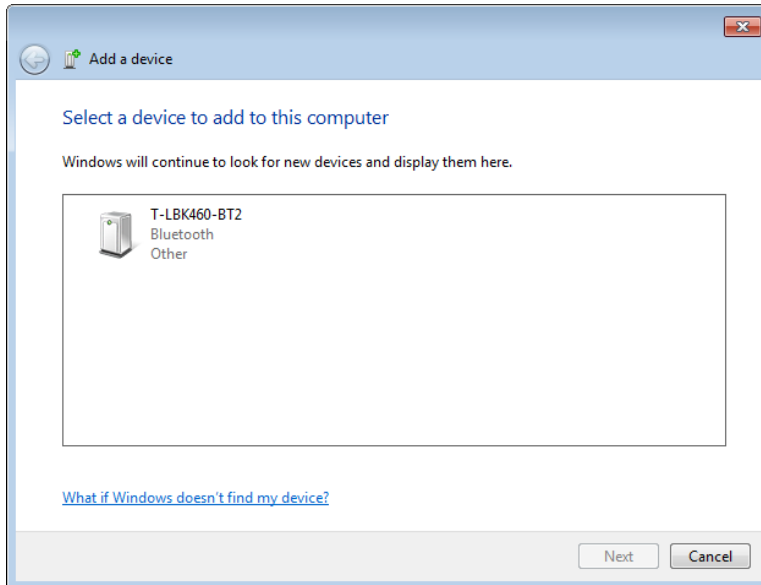 Add a device
Select a device to add to this computer
Windows will continue to look for new devices and display them here.
T-LBK460-BT2
Bluetooth
Other
What if Windows doesn't find my device?
Next
Cancel